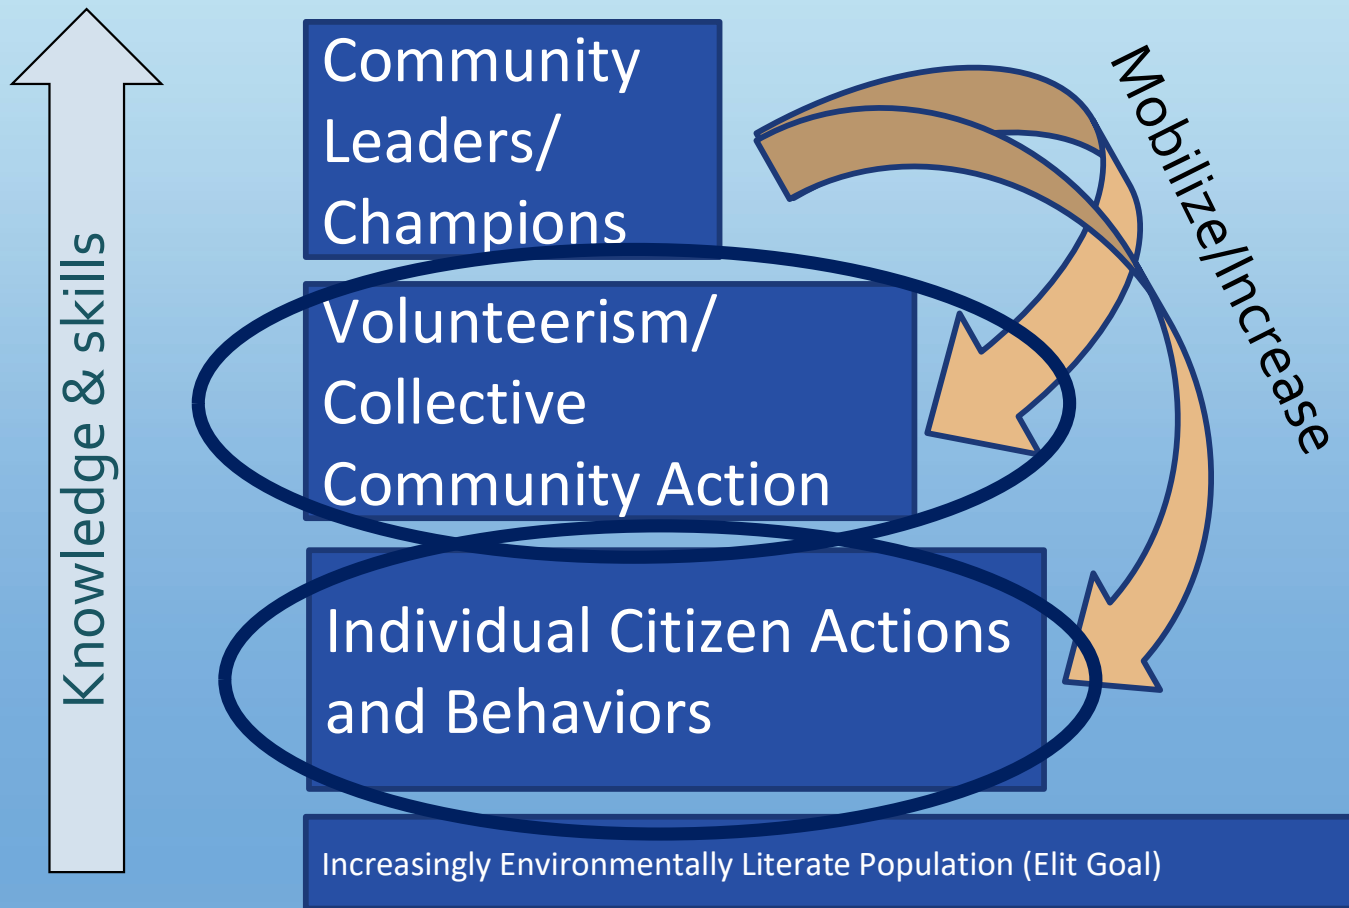 Community
Leaders/
Champions
Volunteerism/
Collective
Community Action
Individual Citizen Actions
and Behaviors
Increasingly Environmentally Literate Population (Elit Goal)
Knowledge & skills
Mobilize/Increase